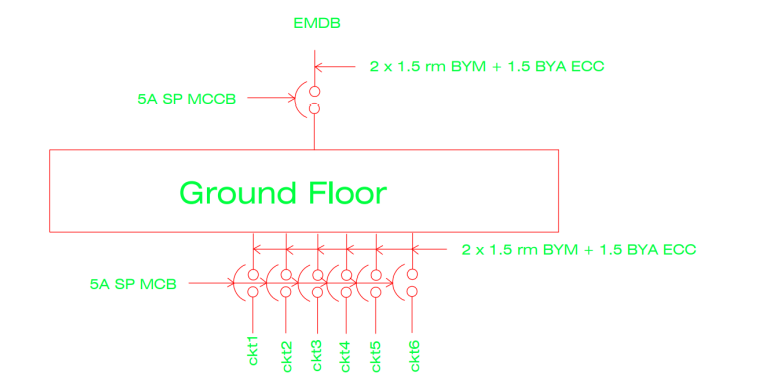 EMDB
2 x 1.5 rm BYM + 1.5 BYA ECC
5A SP MCCB
Ground Floor
2 x 1.5 rm BYM + 1.5 BYA ECC
5A SP MCB
ckt1
ckt2
ckt3
ckt4
ckt5
ckt6